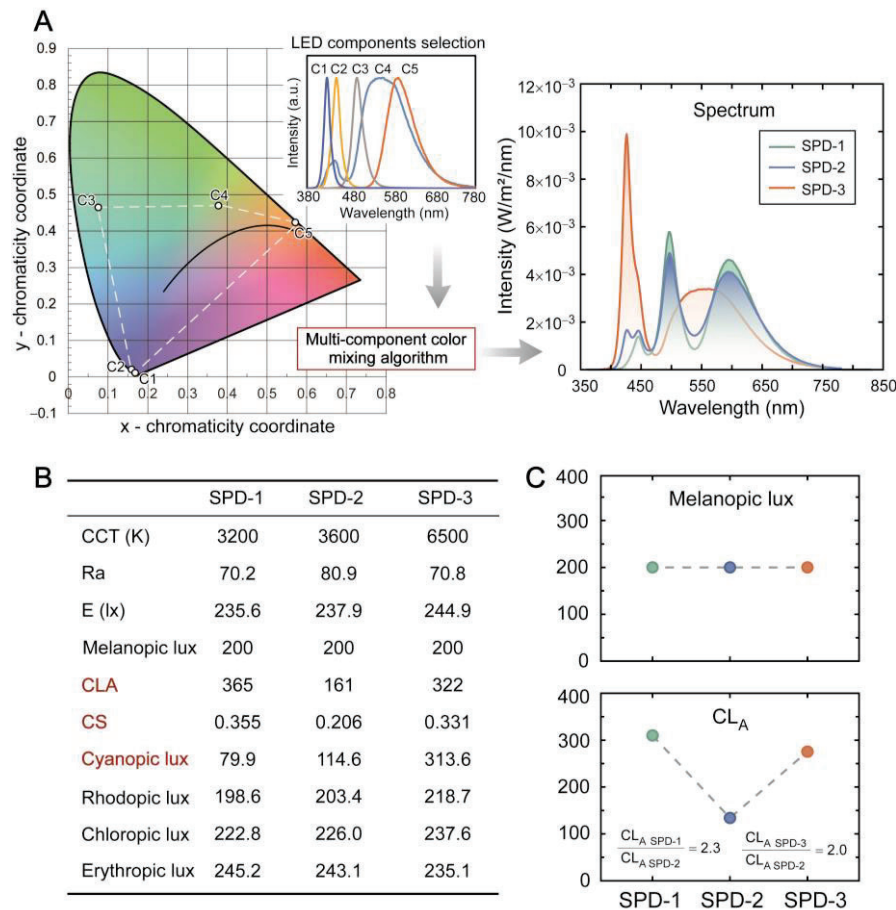 A
LED components selection
C1 C2 C3 C4 C5
Intensity (a.u.)
380 480 580 680 780
Wavelength (nm)
0.9
0.8
0.7
0.6
0.5
0.4
0.3
0.2
0.1
0
−0.1
y - chromaticity coordinate
C3
C4
C5
C2
C1
0 0.1 0.2 0.3 0.4 0.5 0.6 0.7 0.8
x - chromaticity coordinate
Multi-component color
mixing algorithm
Spectrum
SPD-1
SPD-2
SPD-3
12×10⁻³
10×10⁻³
8×10⁻³
6×10⁻³
4×10⁻³
2×10⁻³
0
Intensity (W/m²/nm)
350 450 550 650 750 850
Wavelength (nm)
B
SPD-1 SPD-2 SPD-3
CCT (K) 3200 3600 6500
Ra 70.2 80.9 70.8
E (lx) 235.6 237.9 244.9
Melanopic lux 200 200 200
CLA 365 161 322
CS 0.355 0.206 0.331
Cyanopic lux 79.9 114.6 313.6
Rhodopic lux 198.6 203.4 218.7
Chloropic lux 222.8 226.0 237.6
Erythropic lux 245.2 243.1 235.1
C
Melanopic lux
400
300
200
100
0
CL_A
400
300
200
100
0
CL_A SPD-1 / CL_A SPD-2 = 2.3
CL_A SPD-3 / CL_A SPD-2 = 2.0
SPD-1 SPD-2 SPD-3